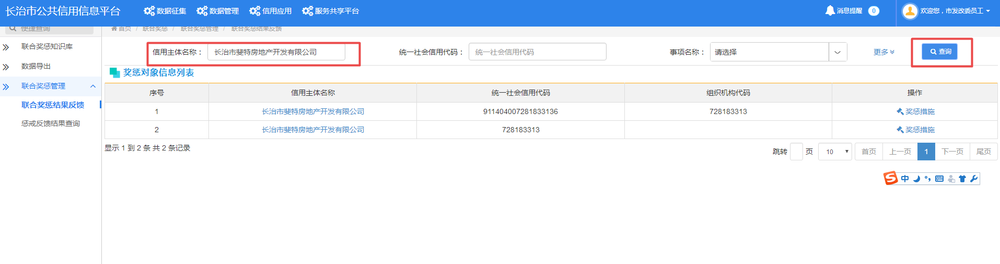 长治市公共信用信息平台 数据征集 数据管理 信用应用 服务共享平台 消息提醒 0 欢迎您，市发改委员工
便捷查询 首页 / 联合奖惩 / 联合奖惩管理 / 联合奖惩结果反馈
联合奖惩知识库
数据导出
联合奖惩管理
联合奖惩结果反馈
惩戒反馈结果查询
信用主体名称： 长治市斐特房地产开发有限公司 统一社会信用代码： 统一社会信用代码 事项名称： 请选择 更多 查询
奖惩对象信息列表
序号 信用主体名称 统一社会信用代码 组织机构代码 操作
1 长治市斐特房地产开发有限公司 911404007281833136 728183313 奖惩措施
2 长治市斐特房地产开发有限公司 728183313 奖惩措施
显示 1 到 2 条 共 2 条记录 跳转 页 10 首页 上一页 1 下一页 尾页
S 中